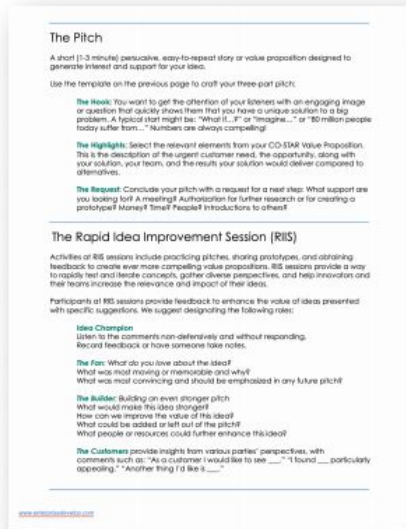 The Pitch
A short (1-3 minute) persuasive, easy-to-repeat story or value proposition designed to
generate interest and support for your idea.
Use the template on the previous page to craft your three-part pitch:
The Hook: You want to get the attention of your listeners with an engaging image
or question that quickly shows them that you have a unique solution to a big
problem. A typical start might be: "What if…?" or "Imagine…" or "80 million people
today suffer from…" Numbers are always compelling!
The Highlights: Select the relevant elements from your CO-STAR Value Proposition.
This is the description of the urgent customer need, the opportunity, along with
your solution, your team, and the results your solution would deliver compared to
alternatives.
The Request: Conclude your pitch with a request for a next step: What support are
you looking for? A meeting? Authorization for further research or for creating a
prototype? Money? Time? People? Introductions to others?
The Rapid Idea Improvement Session (RIIS)
Activities at RIIS sessions include practicing pitches, sharing prototypes, and obtaining
feedback to create ever more compelling value propositions. RIIS sessions provide a way
to rapidly test and iterate concepts, gather diverse perspectives, and help innovators and
their teams increase the relevance and impact of their ideas.
Participants at RIIS sessions provide feedback to enhance the value of ideas presented
with specific suggestions. We suggest designating the following roles:
Idea Champion
Listen to the comments non-defensively and without responding.
Record feedback or have someone take notes.
The Fan: What do you love about the idea?
What was most moving or memorable and why?
What was most convincing and should be emphasized in any future pitch?
The Builder: Building an even stronger pitch
What would make this idea stronger?
How can we improve the value of this idea?
What could be added or left out of the pitch?
What people or resources could further enhance this idea?
The Customers provide insights from various parties' perspectives, with
comments such as: "As a customer I would like to see ___." "I found ___ particularly
appealing." "Another thing I'd like is ___."